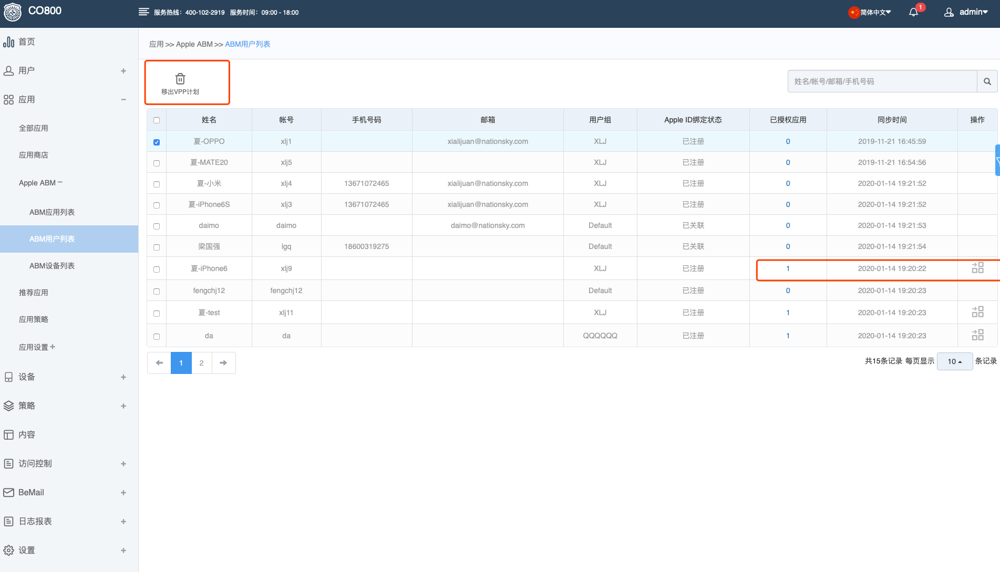 CO800
服务热线：400-102-2919 服务时间：09:00 - 18:00
简体中文
1
admin
首页
用户
应用
全部应用
应用商店
Apple ABM
ABM应用列表
ABM用户列表
ABM设备列表
推荐应用
应用策略
应用设置
设备
策略
内容
访问控制
BeMail
日志报表
设置
应用 >> Apple ABM >> ABM用户列表
移出VPP计划
姓名/帐号/邮箱/手机号码
姓名 帐号 手机号码 邮箱 用户组 Apple ID绑定状态 已授权应用 同步时间 操作
夏-OPPO xlj1 xialijuan@nationsky.com XLJ 已注册 0 2019-11-21 16:45:59
夏-MATE20 xlj5 XLJ 已注册 0 2019-11-21 16:54:56
夏-小米 xlj4 13671072465 xialijuan@nationsky.com XLJ 已注册 0 2020-01-14 19:21:52
夏-iPhone6S xlj3 13671072465 xialijuan@nationsky.com XLJ 已注册 0 2020-01-14 19:21:52
daimo daimo daimo@nationsky.com Default 已关联 0 2020-01-14 19:21:53
梁国强 lgq 18600319275 Default 已关联 0 2020-01-14 19:21:54
夏-iPhone6 xlj9 XLJ 已注册 1 2020-01-14 19:20:22
fengchj12 fengchj12 Default 已注册 0 2020-01-14 19:20:23
夏-test xlj11 XLJ 已注册 1 2020-01-14 19:20:23
da da QQQQQQ 已注册 1 2020-01-14 19:20:23
1 2
共15条记录 每页显示 10 条记录